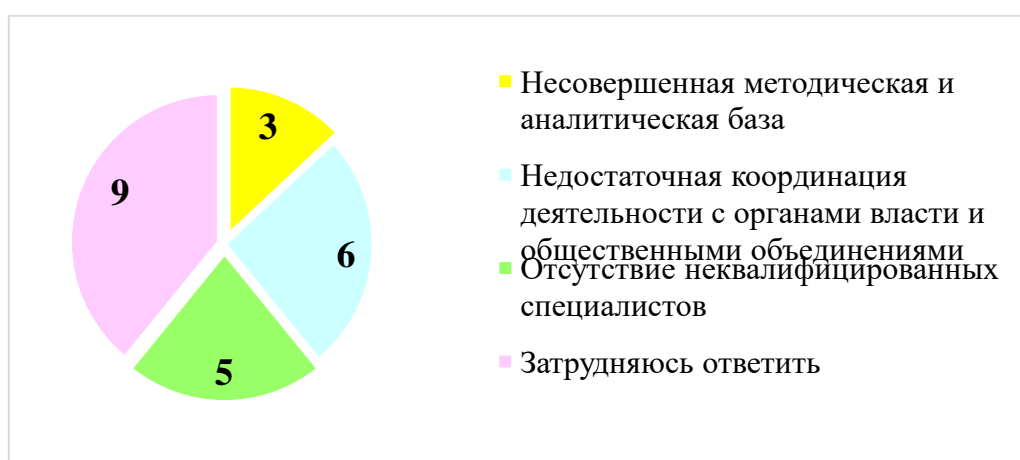 3
6
5
9
Несовершенная методическая и
аналитическая база
Недостаточная координация
деятельности с органами власти и
общественными объединениями
Отсутствие неквалифицированных
специалистов
Затрудняюсь ответить